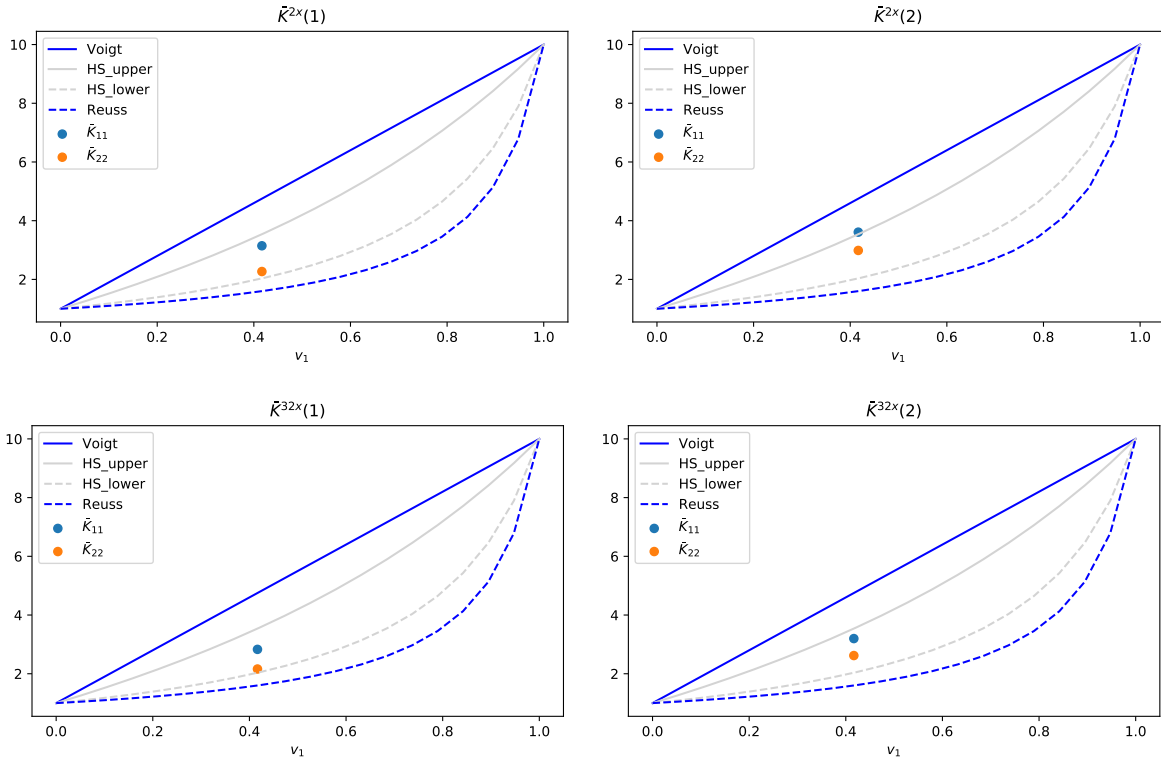 K̄²ˣ(1)
10
8
6
4
2
0.0 0.2 0.4 0.6 0.8 1.0
v₁
Voigt
HS_upper
HS_lower
Reuss
K̄₁₁
K̄₂₂
K̄²ˣ(2)
10
8
6
4
2
0.0 0.2 0.4 0.6 0.8 1.0
v₁
Voigt
HS_upper
HS_lower
Reuss
K̄₁₁
K̄₂₂
K̄³²ˣ(1)
10
8
6
4
2
0.0 0.2 0.4 0.6 0.8 1.0
v₁
Voigt
HS_upper
HS_lower
Reuss
K̄₁₁
K̄₂₂
K̄³²ˣ(2)
10
8
6
4
2
0.0 0.2 0.4 0.6 0.8 1.0
v₁
Voigt
HS_upper
HS_lower
Reuss
K̄₁₁
K̄₂₂